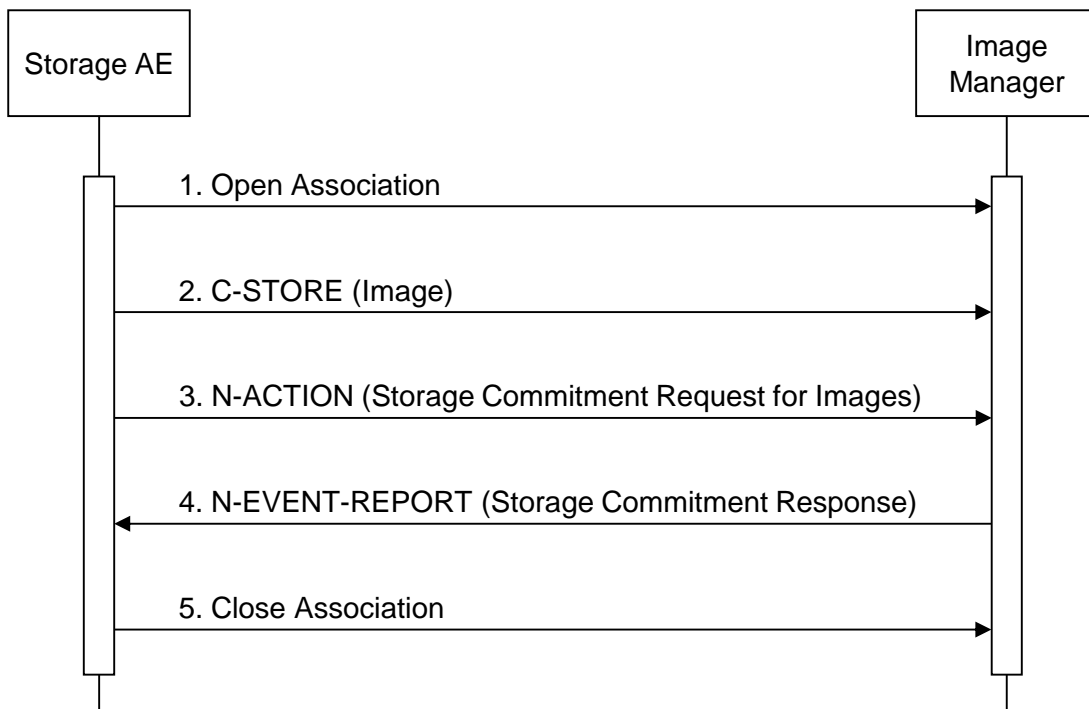 Storage AE
Image
Manager
1. Open Association
2. C-STORE (Image)
3. N-ACTION (Storage Commitment Request for Images)
4. N-EVENT-REPORT (Storage Commitment Response)
5. Close Association